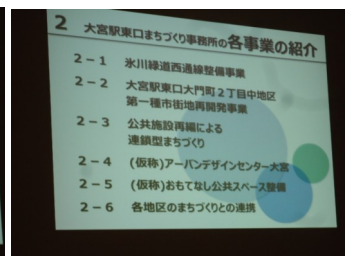 2 大宮駅東口まちづくり事務所の各事業の紹介
2-1 氷川緑道西通線整備事業
2-2 大宮駅東口大門町2丁目中地区
第一種市街地再開発事業
2-3 公共施設再編による
連鎖型まちづくり
2-4 (仮称)アーバンデザインセンター大宮
2-5 (仮称)おもてなし公共スペース整備
2-6 各地区のまちづくりとの連携